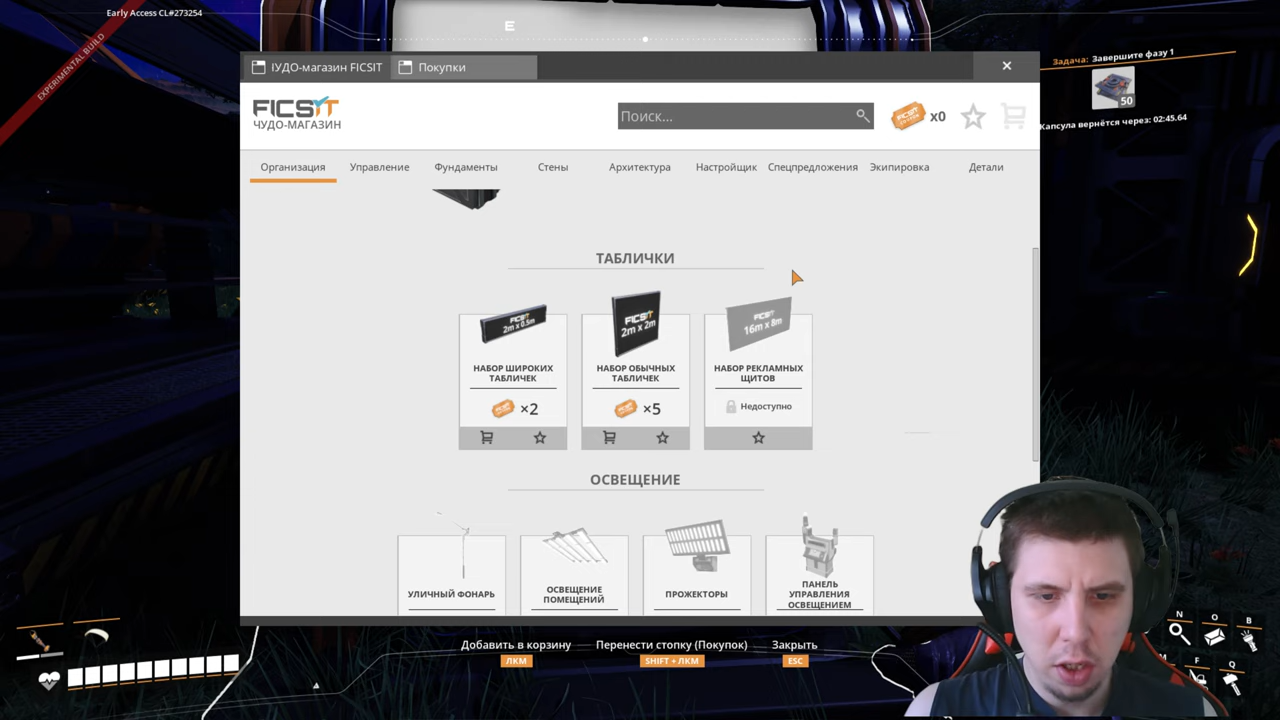 Early Access CL#273254
EXPERIMENTAL BUILD
E
ІУДО-магазин FICSIT
Покупки
Задача: Завершите фазу 1
50
Капсула вернётся через: 02:45.64
FICSIT
ЧУДО-МАГАЗИН
Поиск...
x0
Организация
Управление
Фундаменты
Стены
Архитектура
Настройщик
Спецпредложения
Экипировка
Детали
ТАБЛИЧКИ
FICSIT
2m x 0.5m
FICSIT
2m x 2m
FICSIT
16m x 8m
НАБОР ШИРОКИХ
ТАБЛИЧЕК
НАБОР ОБЫЧНЫХ
ТАБЛИЧЕК
НАБОР РЕКЛАМНЫХ
ЩИТОВ
×2
×5
Недоступно
ОСВЕЩЕНИЕ
УЛИЧНЫЙ ФОНАРЬ
ОСВЕЩЕНИЕ
ПОМЕЩЕНИЙ
ПРОЖЕКТОРЫ
ПАНЕЛЬ
УПРАВЛЕНИЯ
ОСВЕЩЕНИЕМ
Добавить в корзину
ЛКМ
Перенести стопку (Покупок)
SHIFT + ЛКМ
Закрыть
ESC
N
O
B
M
F
Q